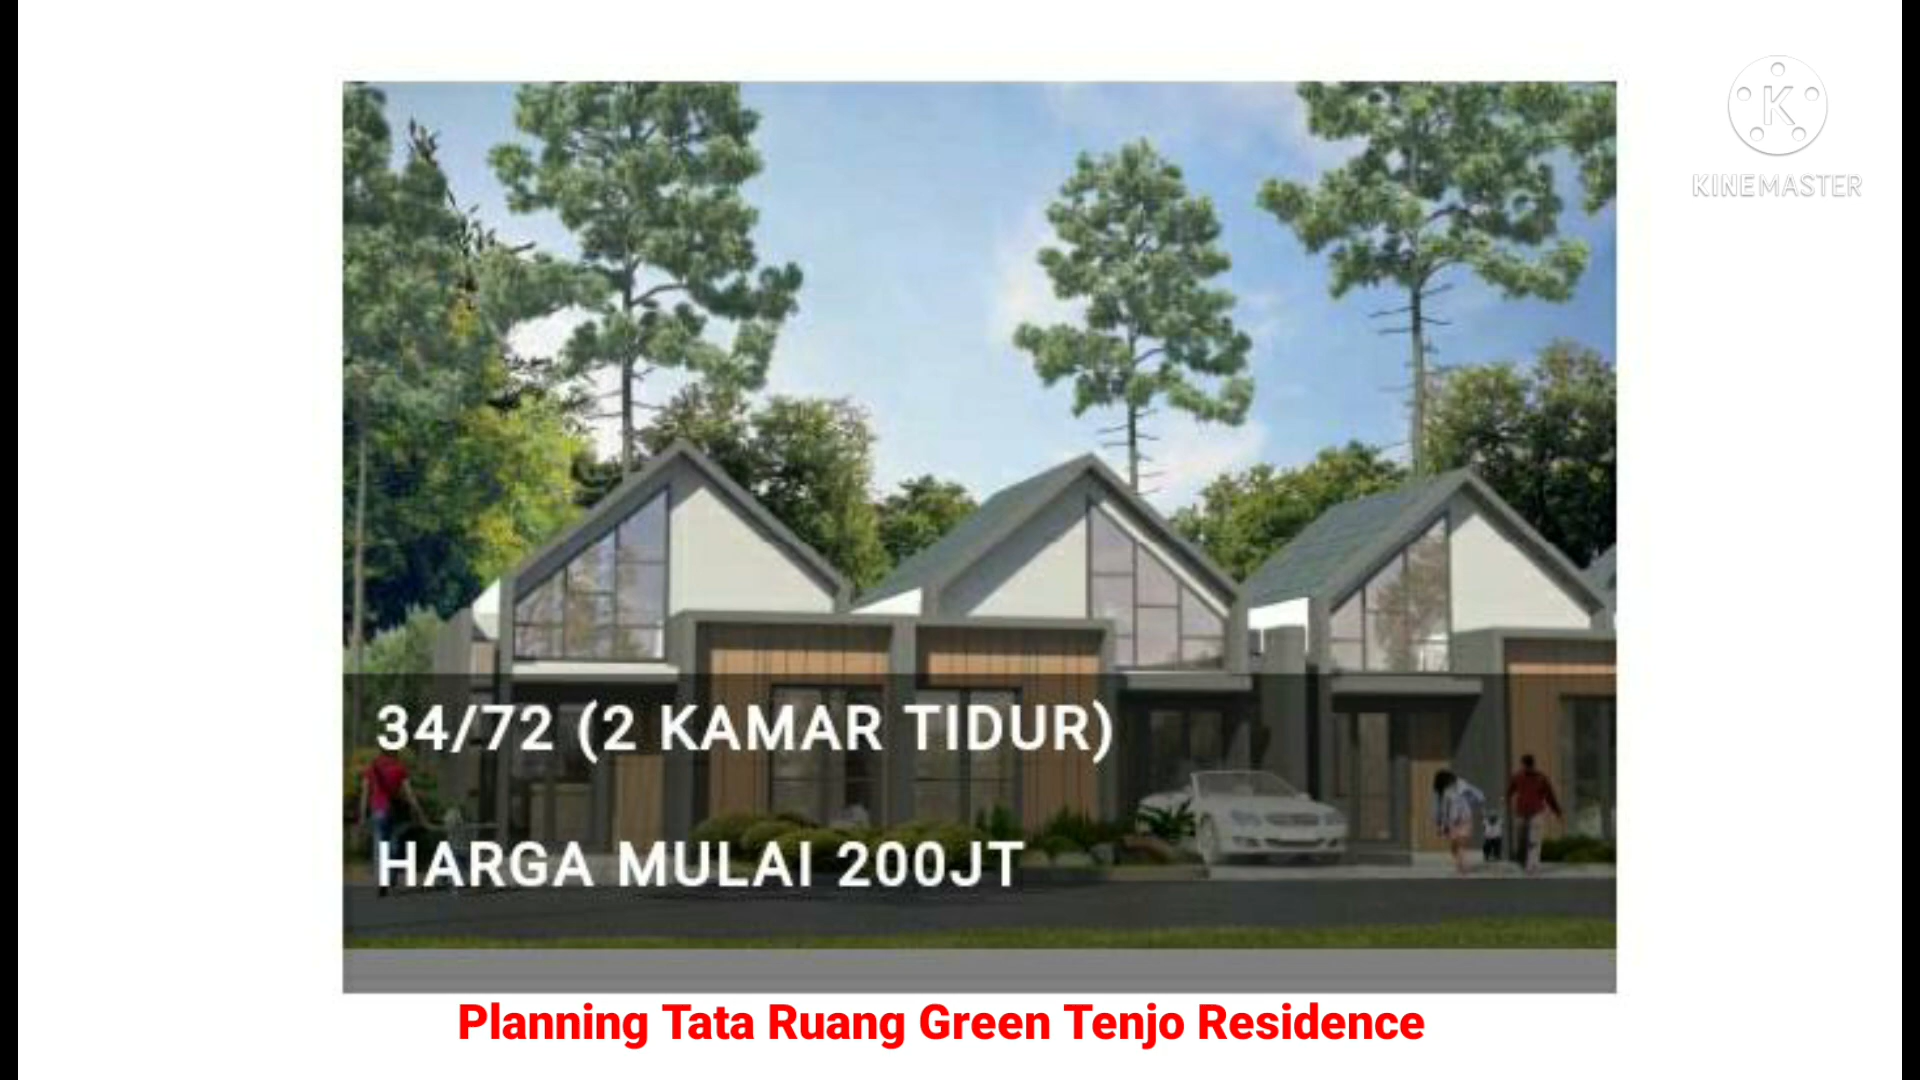 K
KINEMASTER
34/72 (2 KAMAR TIDUR)
HARGA MULAI 200JT
Planning Tata Ruang Green Tenjo Residence